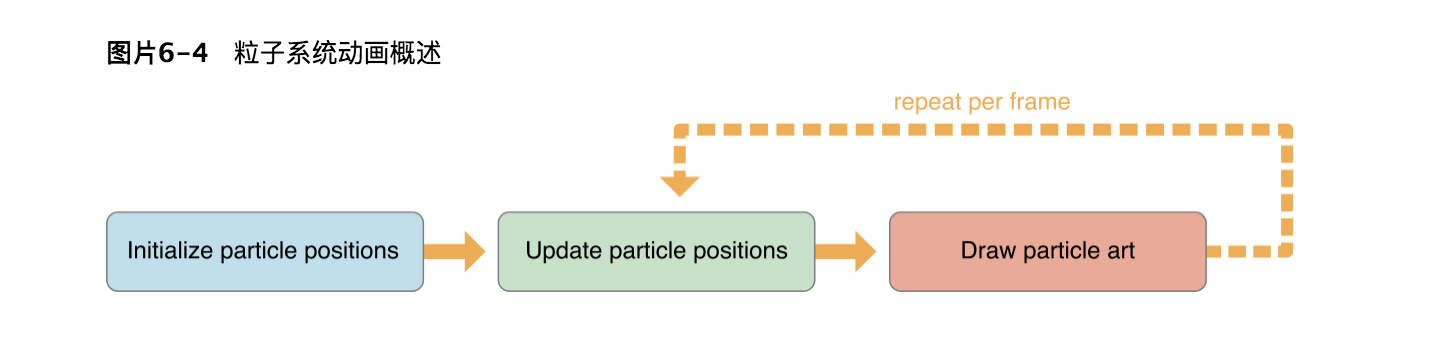 图片6-4 粒子系统动画概述
repeat per frame
Initialize particle positions
Update particle positions
Draw particle art